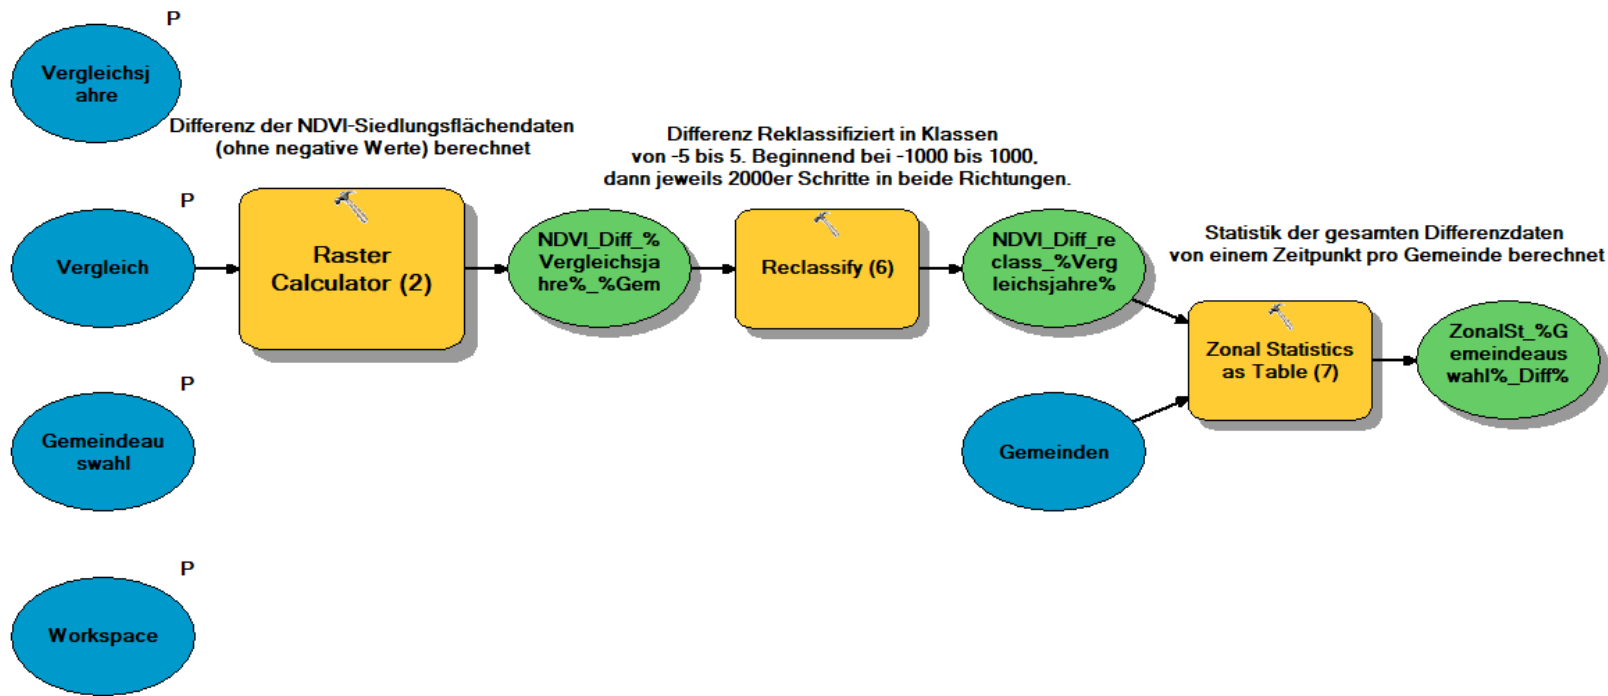 P
Vergleichsj
ahre
Differenz der NDVI-Siedlungsflächendaten
(ohne negative Werte) berechnet
Differenz Reklassifiziert in Klassen
von -5 bis 5. Beginnend bei -1000 bis 1000,
dann jeweils 2000er Schritte in beide Richtungen.
P
Vergleich
Raster
Calculator (2)
NDVI_Diff_%
Vergleichsja
hre%_%Gem
Reclassify (6)
NDVI_Diff_re
class_%Verg
leichsjahre%
Statistik der gesamten Differenzdaten
von einem Zeitpunkt pro Gemeinde berechnet
Zonal Statistics
as Table (7)
ZonalSt_%G
emeindeaus
wahl%_Diff%
P
Gemeindeau
swahl
Gemeinden
P
Workspace